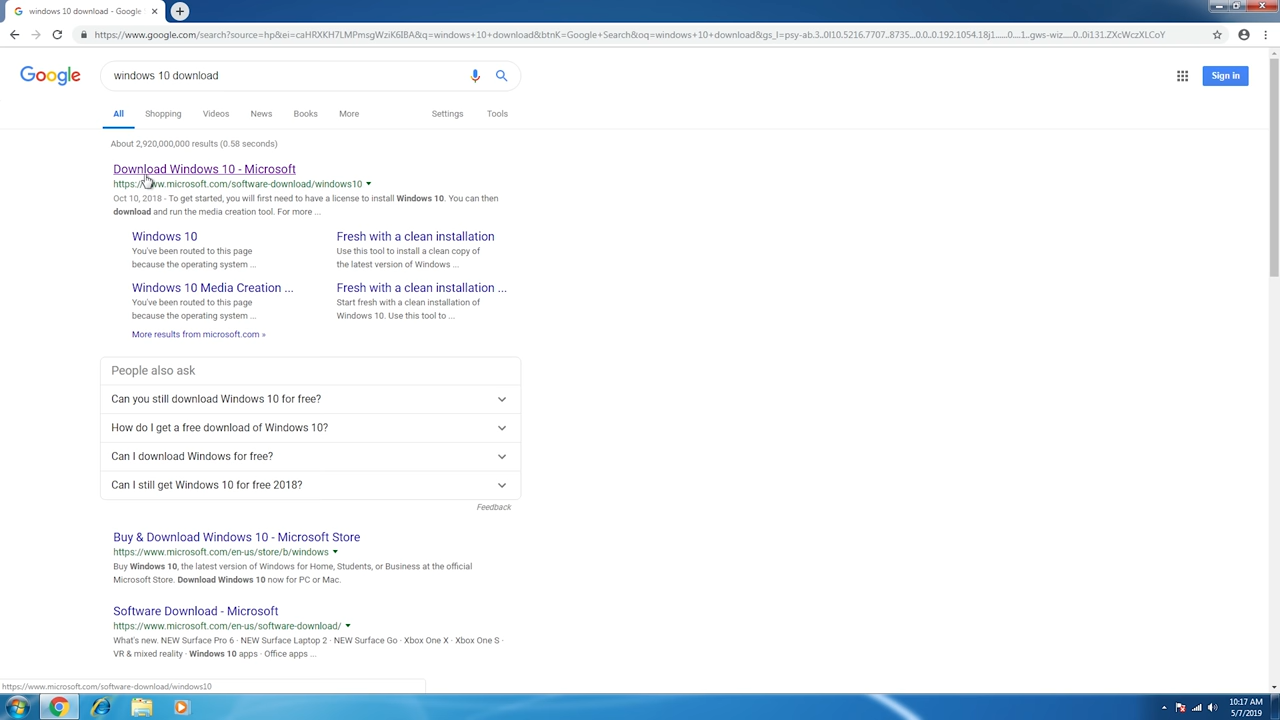 windows 10 download - Google
https://www.google.com/search?source=hp&ei=caHRXKH7LMPmsgWziK6IBA&q=windows+10+download&btnK=Google+Search&oq=windows+10+download&gs_l=psy-ab.3..0l10.5216.7707..8735...0.0..0.192.1054.18j1......0....1..gws-wiz.....0..0i131.ZXcWczXLCoY
Google
windows 10 download
Sign in
All Shopping Videos News Books More Settings Tools
About 2,920,000,000 results (0.58 seconds)
Download Windows 10 - Microsoft
https://www.microsoft.com/software-download/windows10
Oct 10, 2018 - To get started, you will first need to have a license to install Windows 10. You can then
download and run the media creation tool. For more ...
Windows 10
You've been routed to this page
because the operating system ...
Fresh with a clean installation
Use this tool to install a clean copy of
the latest version of Windows ...
Windows 10 Media Creation ...
You've been routed to this page
because the operating system ...
Fresh with a clean installation ...
Start fresh with a clean installation of
Windows 10. Use this tool to ...
More results from microsoft.com »
People also ask
Can you still download Windows 10 for free?
How do I get a free download of Windows 10?
Can I download Windows for free?
Can I still get Windows 10 for free 2018?
Feedback
Buy & Download Windows 10 - Microsoft Store
https://www.microsoft.com/en-us/store/b/windows
Buy Windows 10, the latest version of Windows for Home, Students, or Business at the official
Microsoft Store. Download Windows 10 now for PC or Mac.
Software Download - Microsoft
https://www.microsoft.com/en-us/software-download/
What's new. NEW Surface Pro 6 · NEW Surface Laptop 2 · NEW Surface Go · Xbox One X · Xbox One S ·
VR & mixed reality · Windows 10 apps · Office apps ...
https://www.microsoft.com/software-download/windows10
10:17 AM
5/7/2019